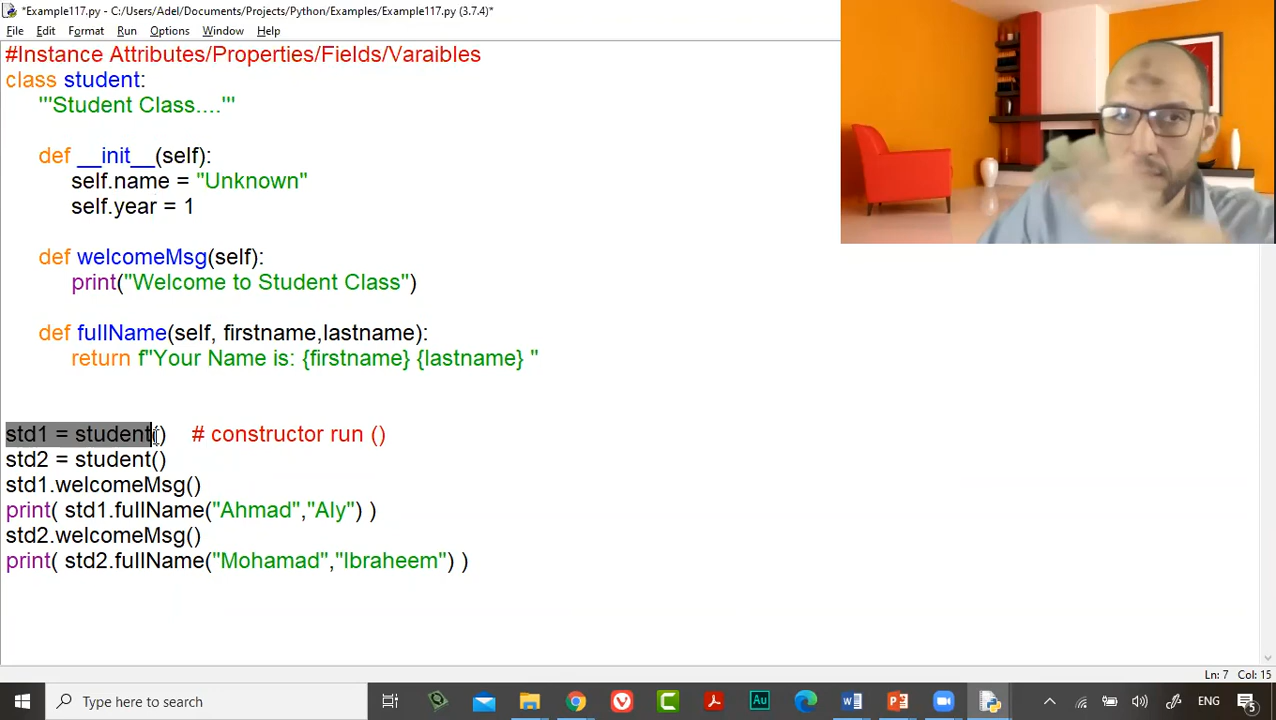 *Example117.py - C:/Users/Adel/Documents/Projects/Python/Examples/Example117.py (3.7.4)*
File Edit Format Run Options Window Help
#Instance Attributes/Properties/Fields/Varaibles
class student:
'''Student Class....'''
def __init__(self):
self.name = "Unknown"
self.year = 1
def welcomeMsg(self):
print("Welcome to Student Class")
def fullName(self, firstname,lastname):
return f"Your Name is: {firstname} {lastname} "
std1 = student() # constructor run ()
std2 = student()
std1.welcomeMsg()
print( std1.fullName("Ahmad","Aly") )
std2.welcomeMsg()
print( std2.fullName("Mohamad","Ibraheem") )
Ln: 7 Col: 15
Type here to search
ENG
5